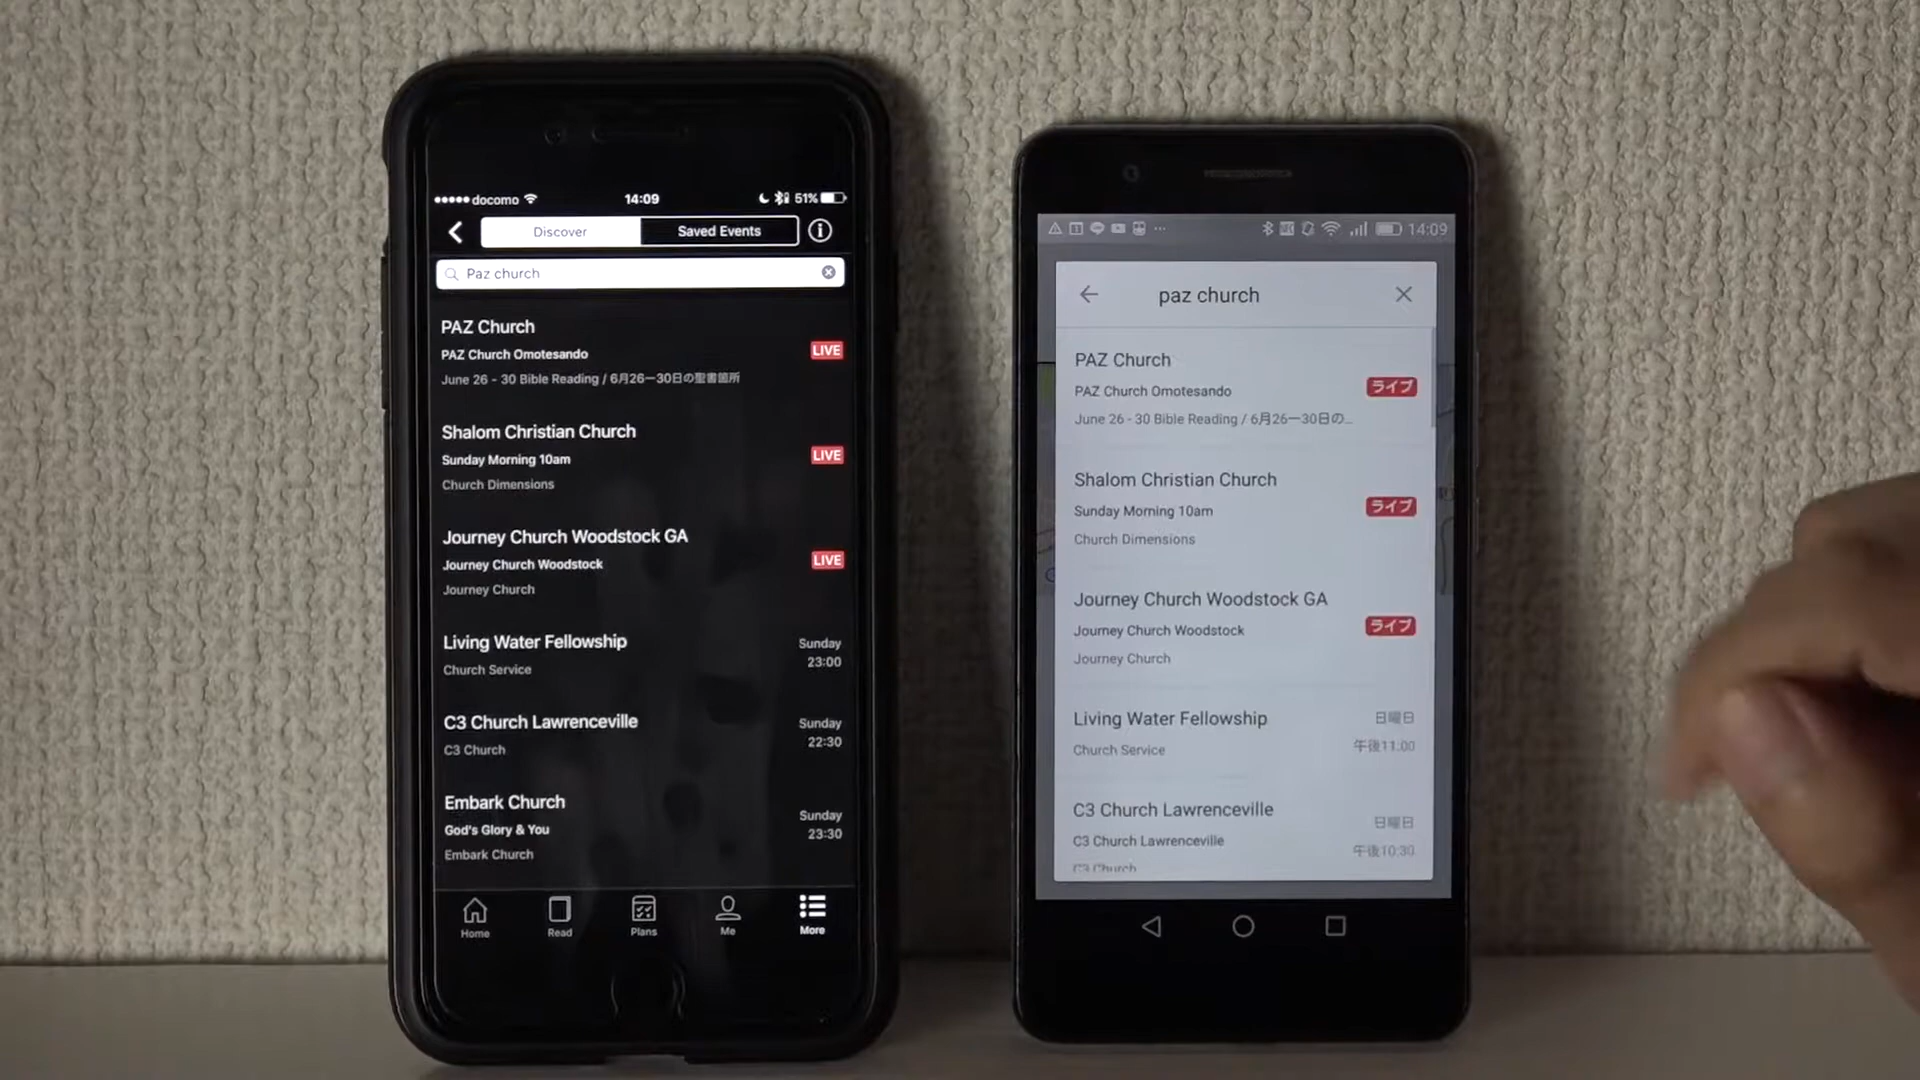 docomo 14:09 51%
Discover Saved Events
Paz church
PAZ Church
PAZ Church Omotesando
LIVE
June 26 - 30 Bible Reading / 6月26ー30日の聖書箇所
Shalom Christian Church
Sunday Morning 10am
LIVE
Church Dimensions
Journey Church Woodstock GA
Journey Church Woodstock
LIVE
Journey Church
Living Water Fellowship
Church Service
Sunday
23:00
C3 Church Lawrenceville
C3 Church
Sunday
22:30
Embark Church
God's Glory & You
Embark Church
Sunday
23:30
Home Read Plans Me More
14:09
paz church
PAZ Church
PAZ Church Omotesando
ライブ
June 26 - 30 Bible Reading / 6月26ー30日の…
Shalom Christian Church
Sunday Morning 10am
ライブ
Church Dimensions
Journey Church Woodstock GA
Journey Church Woodstock
ライブ
Journey Church
Living Water Fellowship
Church Service
日曜日
午後11:00
C3 Church Lawrenceville
C3 Church Lawrenceville
日曜日
午後10:30
C3 Church